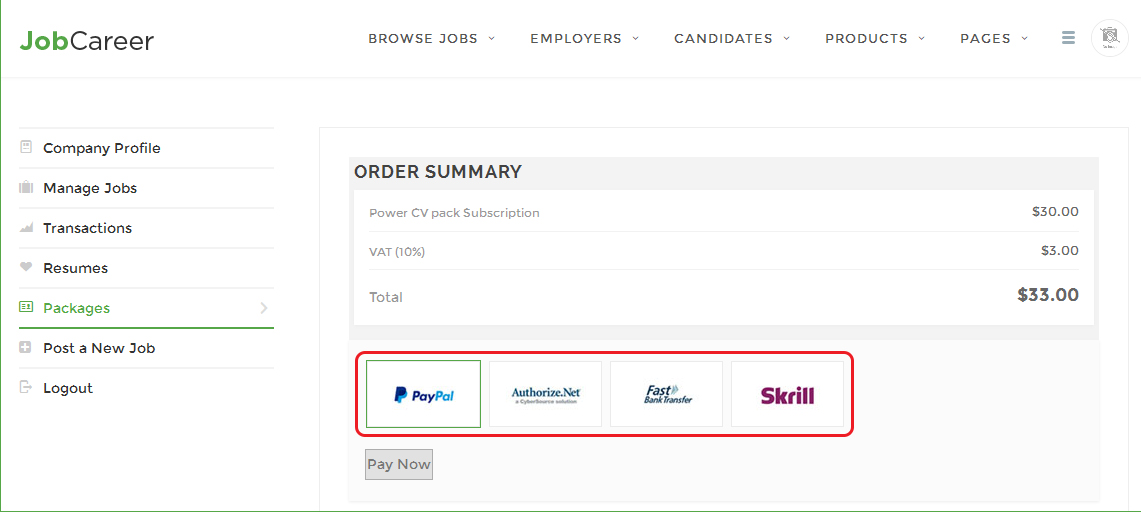 JobCareer
BROWSE JOBS
EMPLOYERS
CANDIDATES
PRODUCTS
PAGES
Company Profile
Manage Jobs
Transactions
Resumes
Packages
Post a New Job
Logout
ORDER SUMMARY
Power CV pack Subscription $30.00
VAT (10%) $3.00
Total $33.00
PayPal
Authorize.Net
a CyberSource solution
Fast
BankTransfer
Skrill
Pay Now